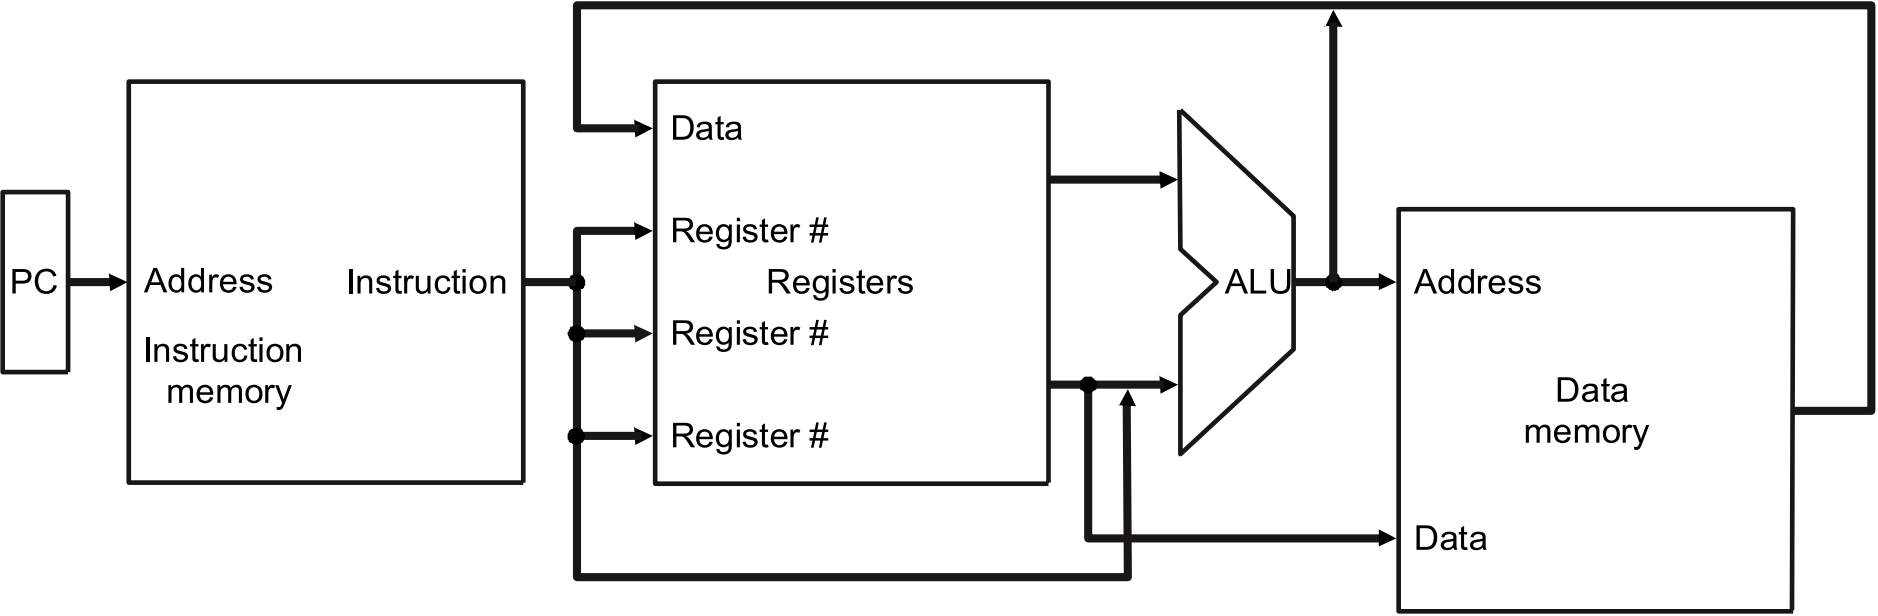 PC
Address
Instruction
Instruction
memory
Data
Register #
Registers
Register #
Register #
ALU
Address
Data
memory
Data